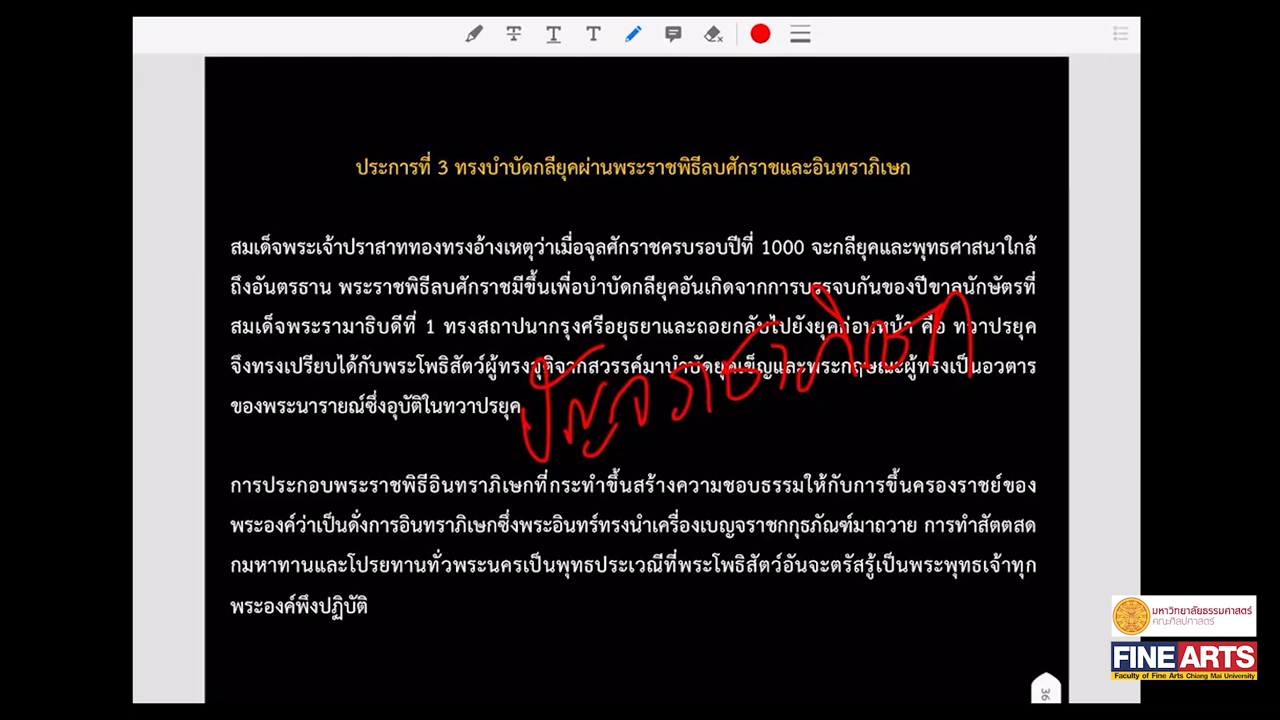 ประการที่ 3 ทรงบำบัดกลียุคผ่านพระราชพิธีลบศักราชและอินทราภิเษก
สมเด็จพระเจ้าปราสาททองทรงอ้างเหตุว่าเมื่อจุลศักราชครบรอบปีที่ 1000 จะกลียุคและพุทธศาสนาใกล้
ถึงอันตรธาน พระราชพิธีลบศักราชมีขึ้นเพื่อบำบัดกลียุคอันเกิดจากการบรรจบกันของปีขาลนักษัตรที่
สมเด็จพระรามาธิบดีที่ 1 ทรงสถาปนากรุงศรีอยุธยาและถอยกลับไปยังยุคก่อนหน้า คือ ทวาปรยุค
จึงทรงเปรียบได้กับพระโพธิสัตว์ผู้ทรงจุติจากสวรรค์มาบำบัดยุคเข็ญและพระกฤษณะผู้ทรงเป็นอวตาร
ของพระนารายณ์ซึ่งอุบัติในทวาปรยุค
ปัญจราชาภิเษก
การประกอบพระราชพิธีอินทราภิเษกที่กระทำขึ้นสร้างความชอบธรรมให้กับการขึ้นครองราชย์ของ
พระองค์ว่าเป็นดั่งการอินทราภิเษกซึ่งพระอินทร์ทรงนำเครื่องเบญจราชกกุธภัณฑ์มาถวาย การทำสัตตสด
กมหาทานและโปรยทานทั่วพระนครเป็นพุทธประเวณีที่พระโพธิสัตว์อันจะตรัสรู้เป็นพระพุทธเจ้าทุก
พระองค์พึงปฏิบัติ
36
มหาวิทยาลัยธรรมศาสตร์
คณะศิลปศาสตร์
FINE ARTS
Faculty of Fine Arts Chiang Mai University